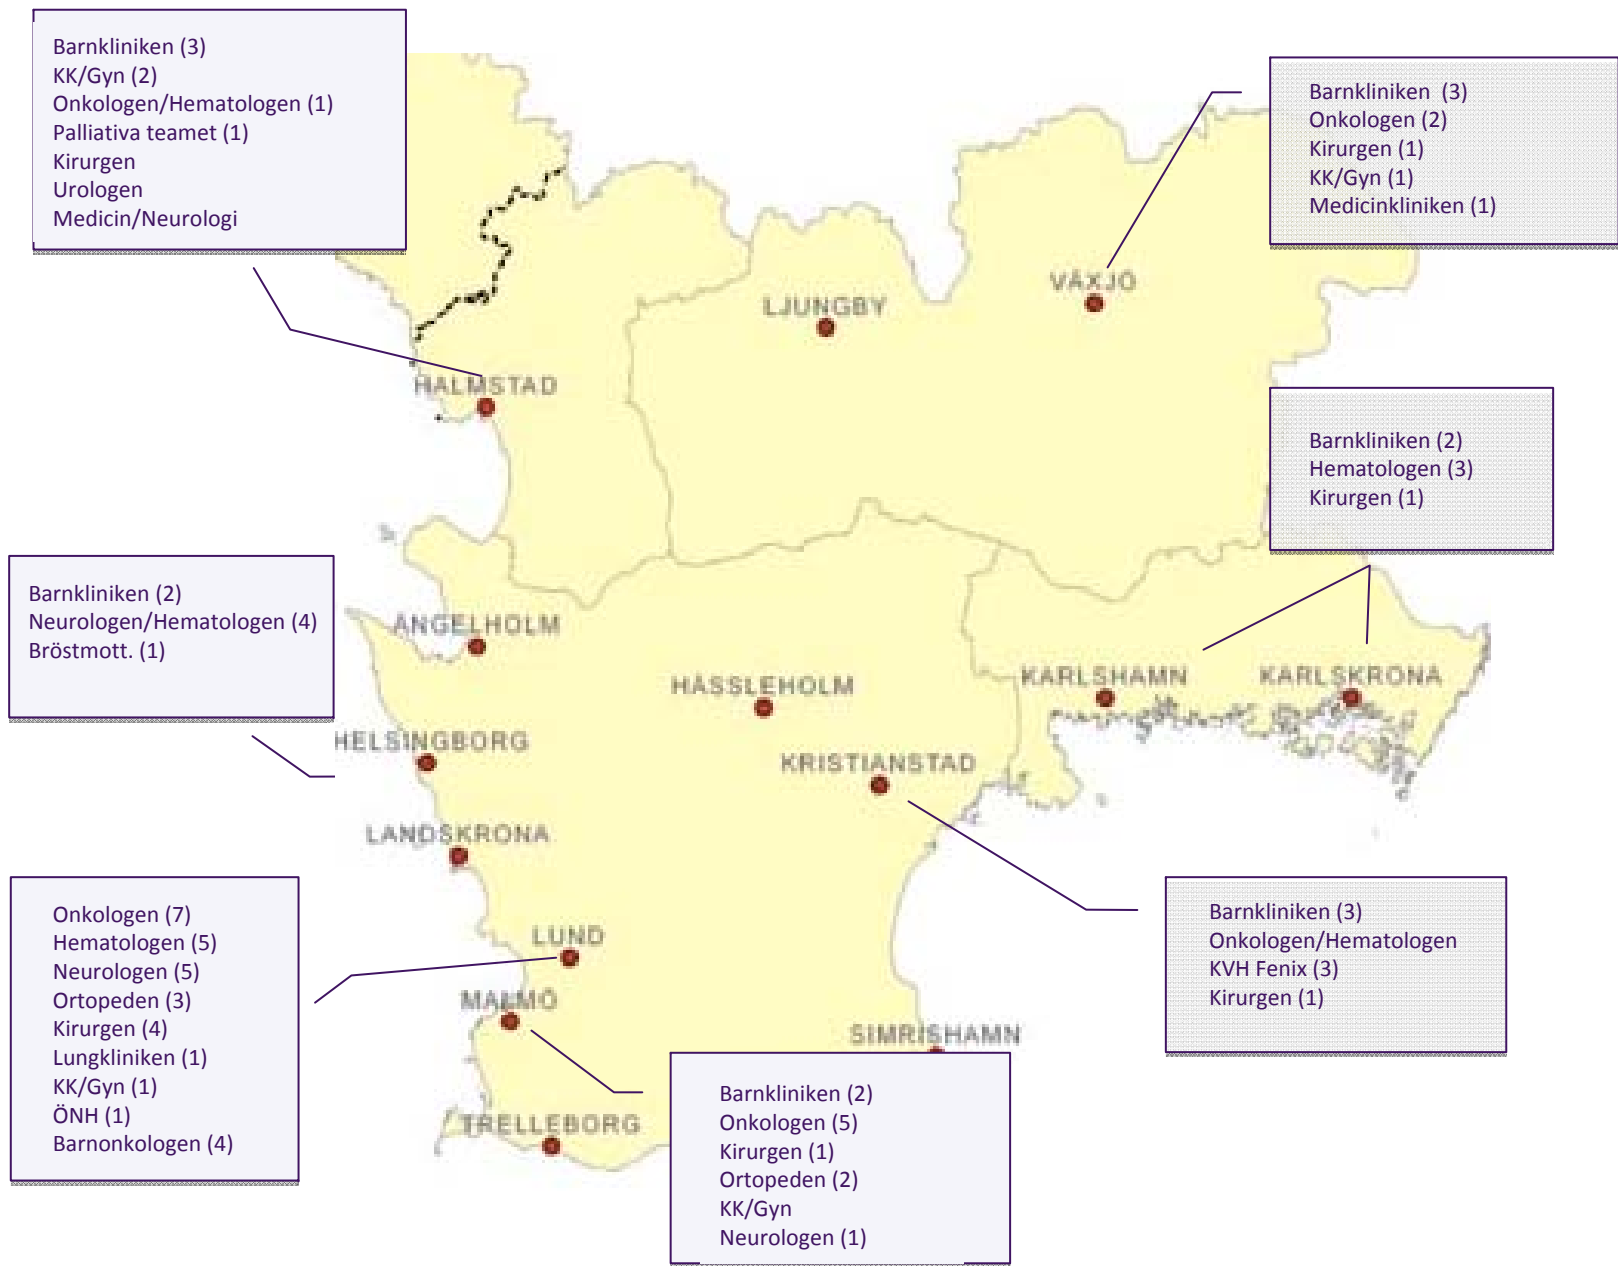 Barnkliniken (3)
KK/Gyn (2)
Onkologen/Hematologen (1)
Palliativa teamet (1)
Kirurgen
Urologen
Medicin/Neurologi
Barnkliniken (3)
Onkologen (2)
Kirurgen (1)
KK/Gyn (1)
Medicinkliniken (1)
VÄXJÖ
LJUNGBY
HALMSTAD
Barnkliniken (2)
Hematologen (3)
Kirurgen (1)
Barnkliniken (2)
Neurologen/Hematologen (4)
Bröstmott. (1)
ÄNGELHOLM
HÄSSLEHOLM
KARLSHAMN
KARLSKRONA
HELSINGBORG
KRISTIANSTAD
LANDSKRONA
Onkologen (7)
Hematologen (5)
Neurologen (5)
Ortopeden (3)
Kirurgen (4)
Lungkliniken (1)
KK/Gyn (1)
ÖNH (1)
Barnonkologen (4)
LUND
MALMÖ
SIMRISHAMN
TRELLEBORG
Barnkliniken (3)
Onkologen/Hematologen
KVH Fenix (3)
Kirurgen (1)
Barnkliniken (2)
Onkologen (5)
Kirurgen (1)
Ortopeden (2)
KK/Gyn
Neurologen (1)